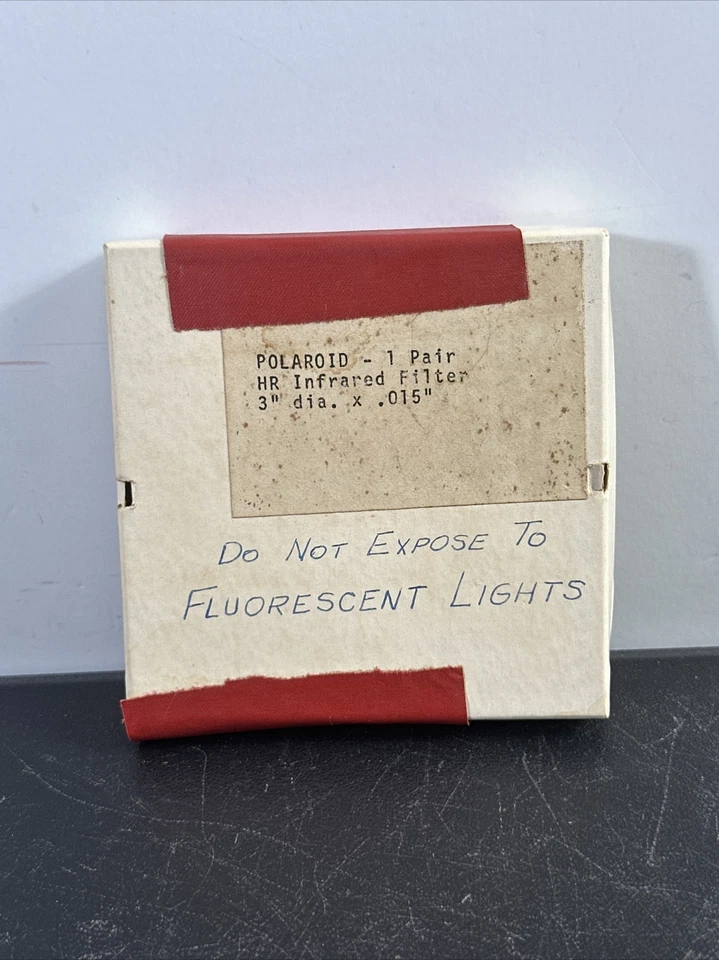 POLAROID - 1 Pair
HR Infrared Filter
3" dia. x .015"
Do Not Expose To
Fluorescent Lights